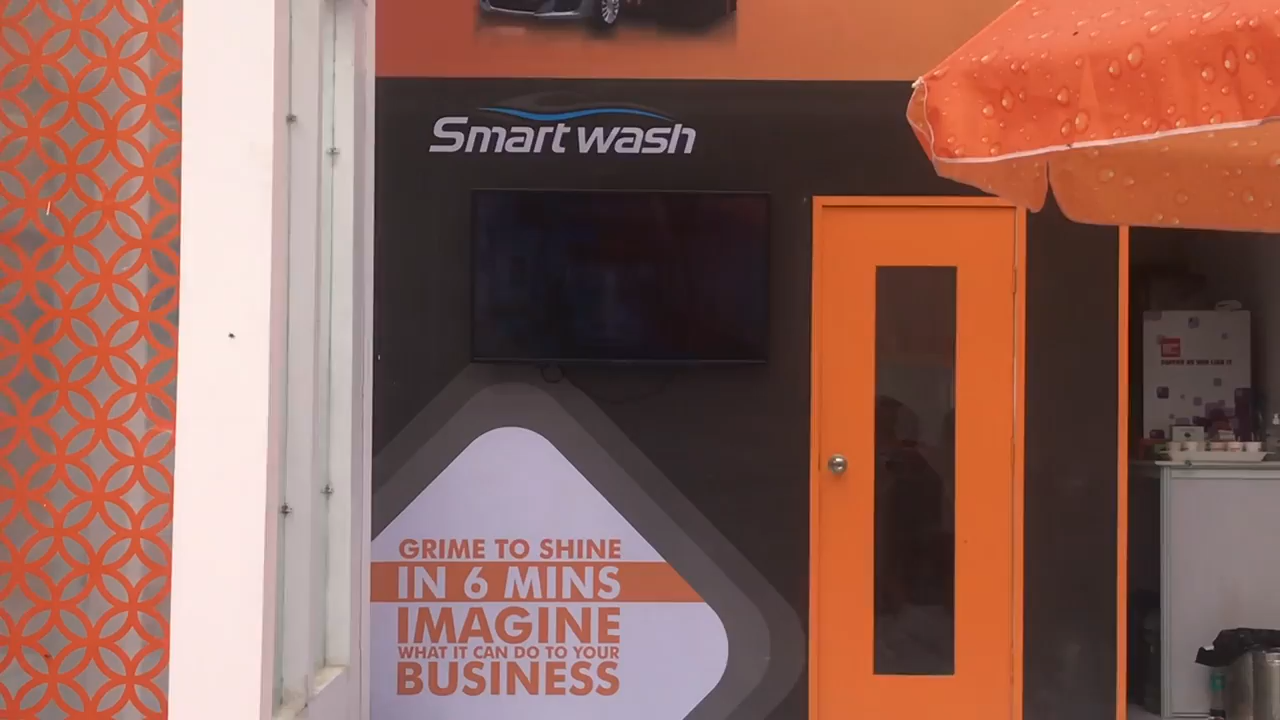 Smart wash
GRIME TO SHINE
IN 6 MINS
IMAGINE
WHAT IT CAN DO TO YOUR
BUSINESS